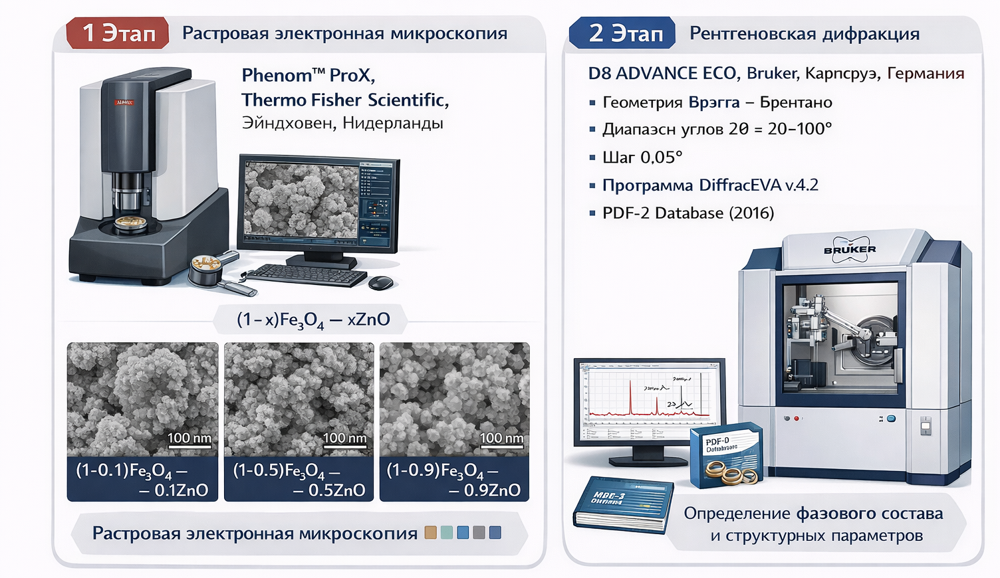 1 Этап
Растровая электронная микроскопия
Phenom™ ProX,
Thermo Fisher Scientific,
Эйндховен, Нидерланды
(1-x)Fe₃O₄ — xZnO
100 nm
100 nm
100 nm
(1-0.1)Fe₃O₄ —
— 0.1ZnO
(1-0.5)Fe₃O₄ —
— 0.5ZnO
(1-0.9)Fe₃O₄ —
— 0.9ZnO
Растровая электронная микроскопия
2 Этап
Рентгеновская дифракция
D8 ADVANCE ECO, Bruker, Карпсруэ, Германия
Геометрия Врэгга – Брентано
Диапаэсн углов 2θ = 20–100°
Шаг 0,05°
Программа DiffracEVA v.4.2
PDF-2 Database (2016)
BRUKER
PDF-0
Определение фазового состава
и структурных параметров